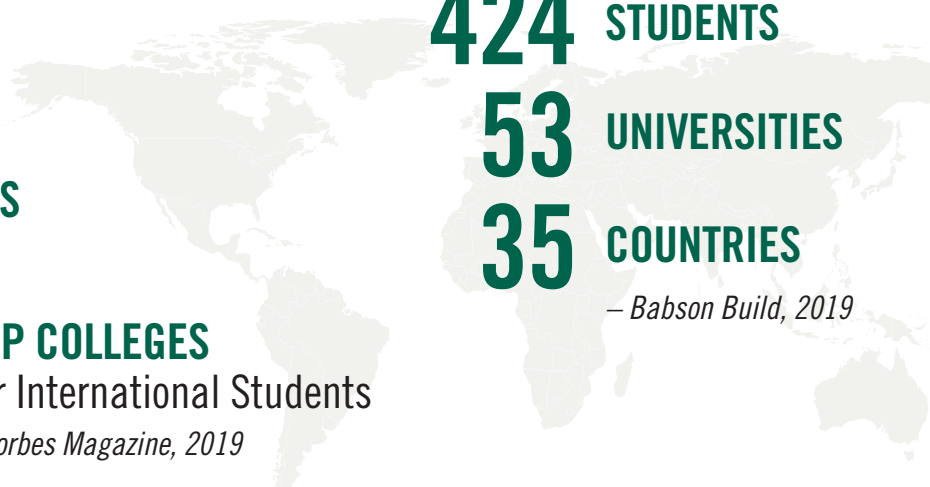 424 STUDENTS
53 UNIVERSITIES
35 COUNTRIES
– Babson Build, 2019
S
P COLLEGES
r International Students
orbes Magazine, 2019